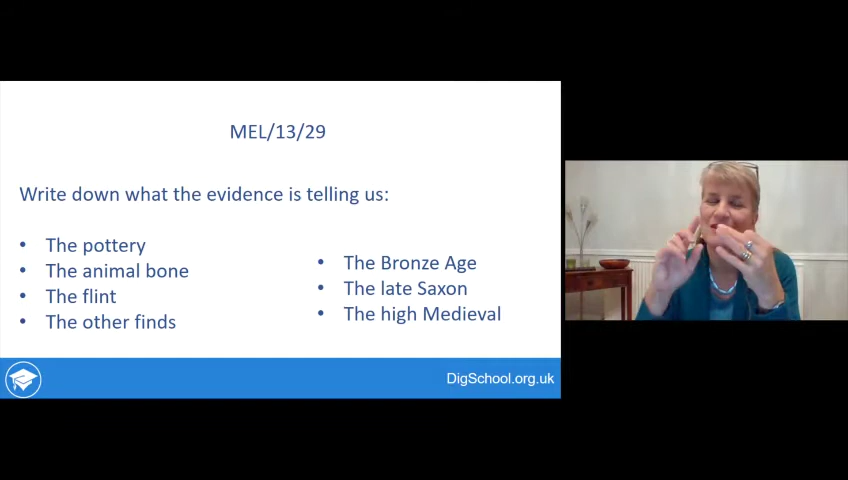 MEL/13/29
Write down what the evidence is telling us:
• The pottery
• The animal bone
• The flint
• The other finds
• The Bronze Age
• The late Saxon
• The high Medieval
DigSchool.org.uk